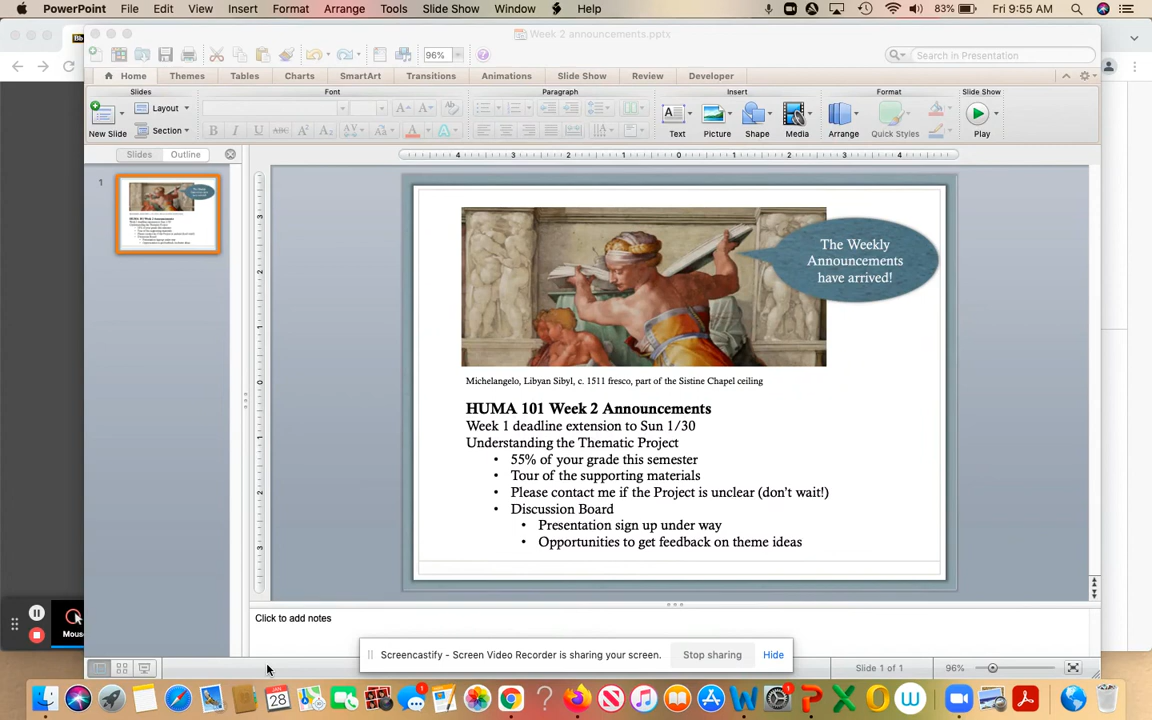 PowerPoint File Edit View Insert Format Arrange Tools Slide Show Window Help 83% Fri 9:55 AM
Week 2 announcements.pptx
96% Search in Presentation
Home Themes Tables Charts SmartArt Transitions Animations Slide Show Review Developer
Slides Font Paragraph Insert Format Slide Show
Layout
New Slide Section Text Picture Shape Media Arrange Quick Styles Play
Slides Outline
1
The Weekly
Announcements
have arrived!
Michelangelo, Libyan Sibyl, c. 1511 fresco, part of the Sistine Chapel ceiling
HUMA 101 Week 2 Announcements
Week 1 deadline extension to Sun 1/30
Understanding the Thematic Project
• 55% of your grade this semester
• Tour of the supporting materials
• Please contact me if the Project is unclear (don't wait!)
• Discussion Board
• Presentation sign up under way
• Opportunities to get feedback on theme ideas
Click to add notes
Mouse
Screencastify - Screen Video Recorder is sharing your screen. Stop sharing Hide
Slide 1 of 1 96%
JAN
28